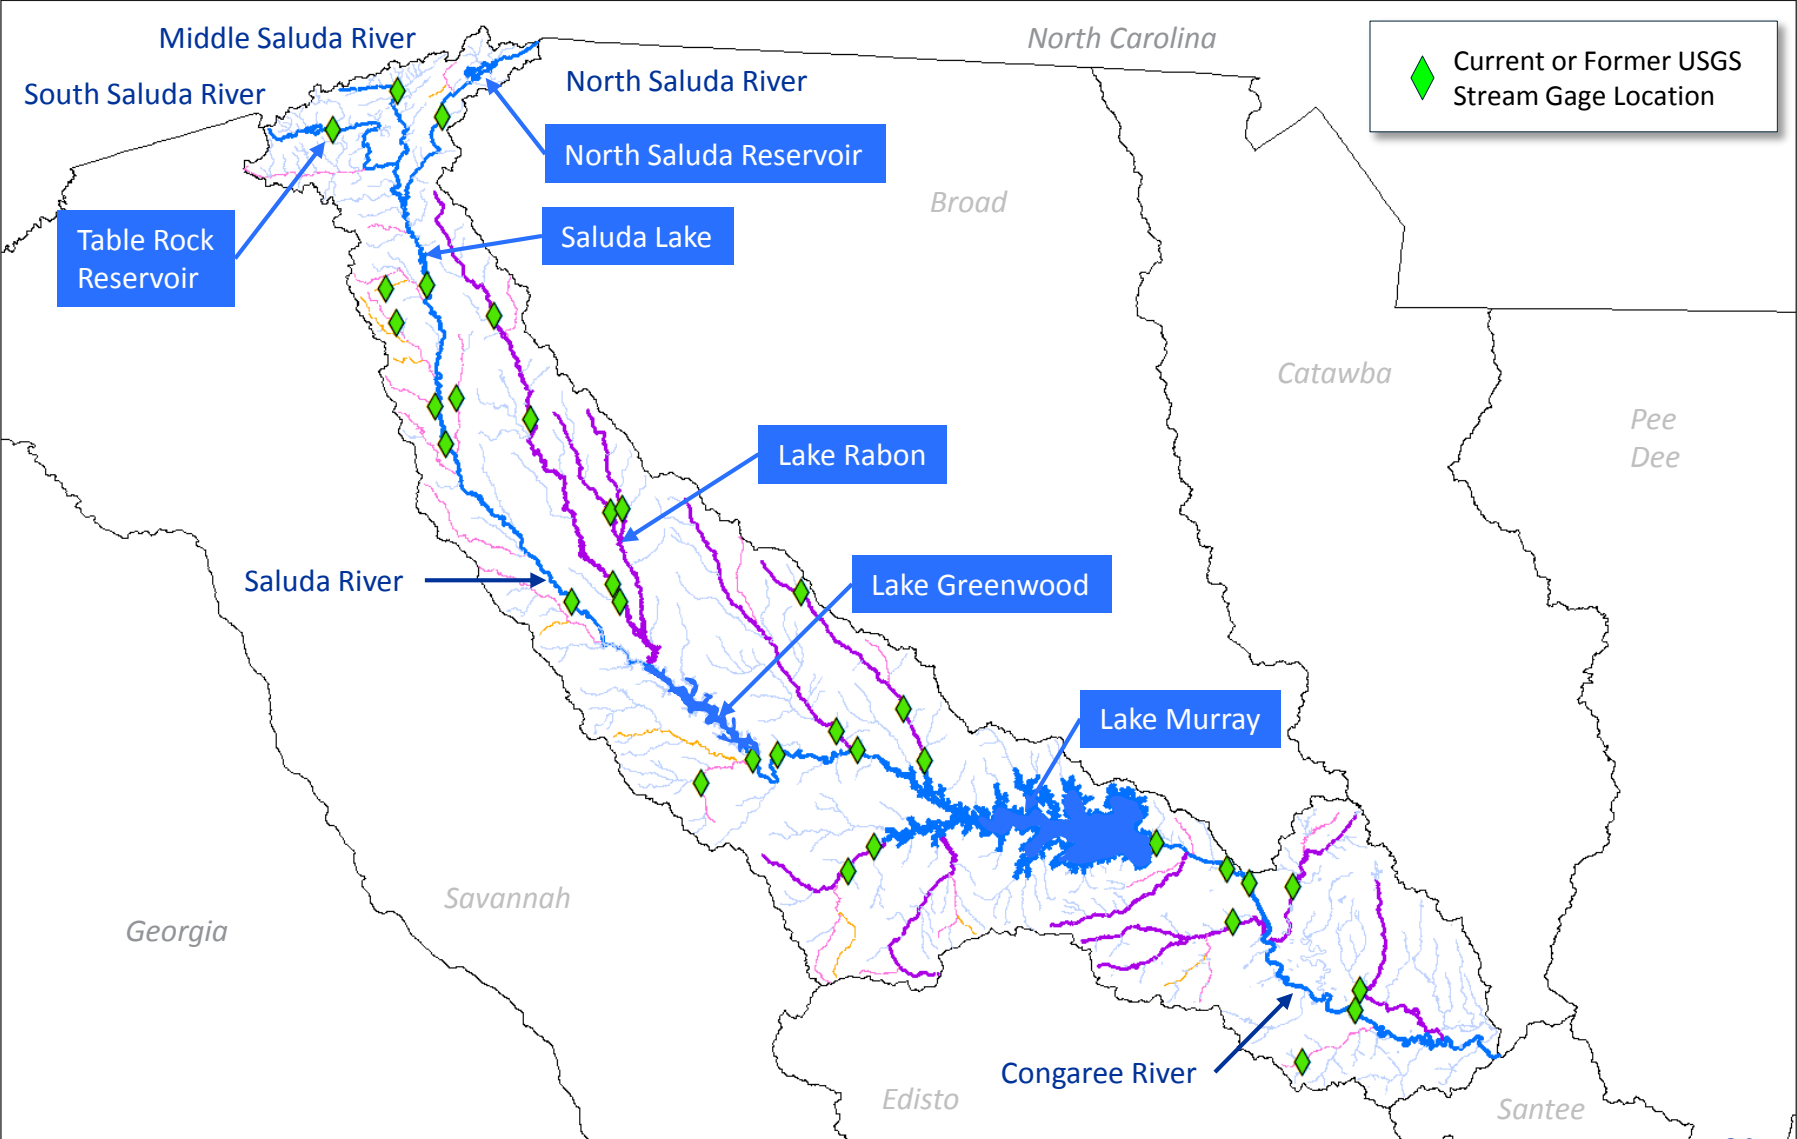 Middle Saluda River
North Carolina
Current or Former USGS
Stream Gage Location
South Saluda River
North Saluda River
North Saluda Reservoir
Broad
Table Rock
Reservoir
Saluda Lake
Catawba
Pee
Dee
Lake Rabon
Saluda River
Lake Greenwood
Lake Murray
Savannah
Georgia
Congaree River
Edisto
Santee